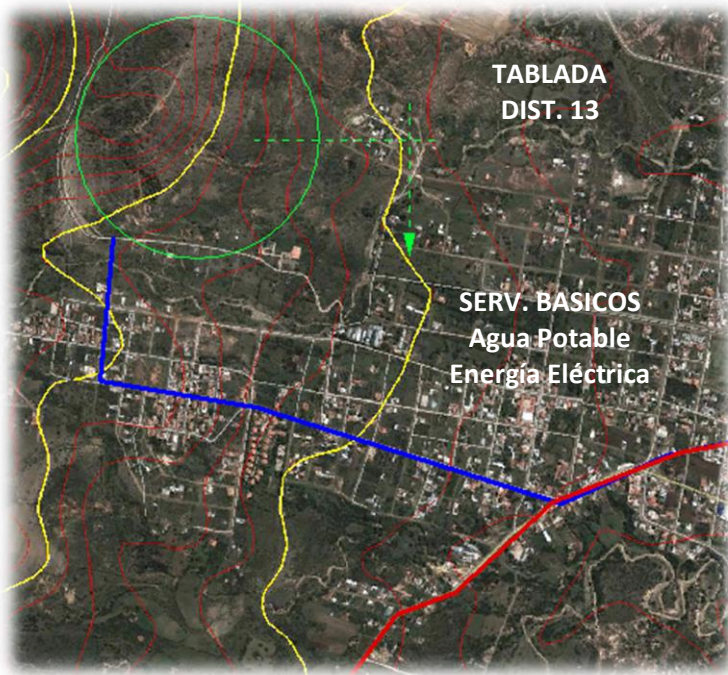 TABLADA
DIST. 13
SERV. BASICOS
Agua Potable
Energía Eléctrica